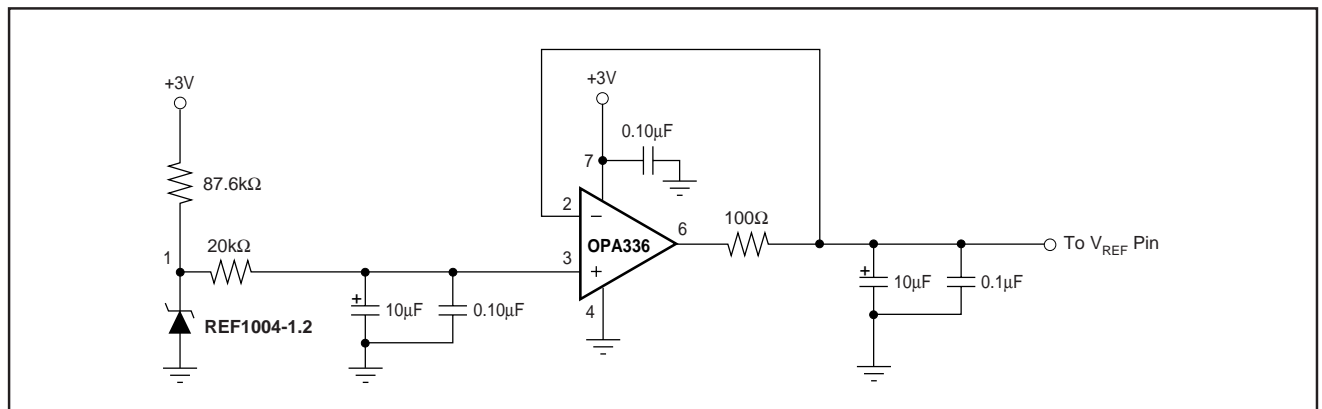 +3V
87.6kΩ
1
20kΩ
REF1004-1.2
+
10µF
0.10µF
+3V
7
0.10µF
2
−
OPA336
3
+
4
6
100Ω
+
10µF
0.1µF
To VREF Pin